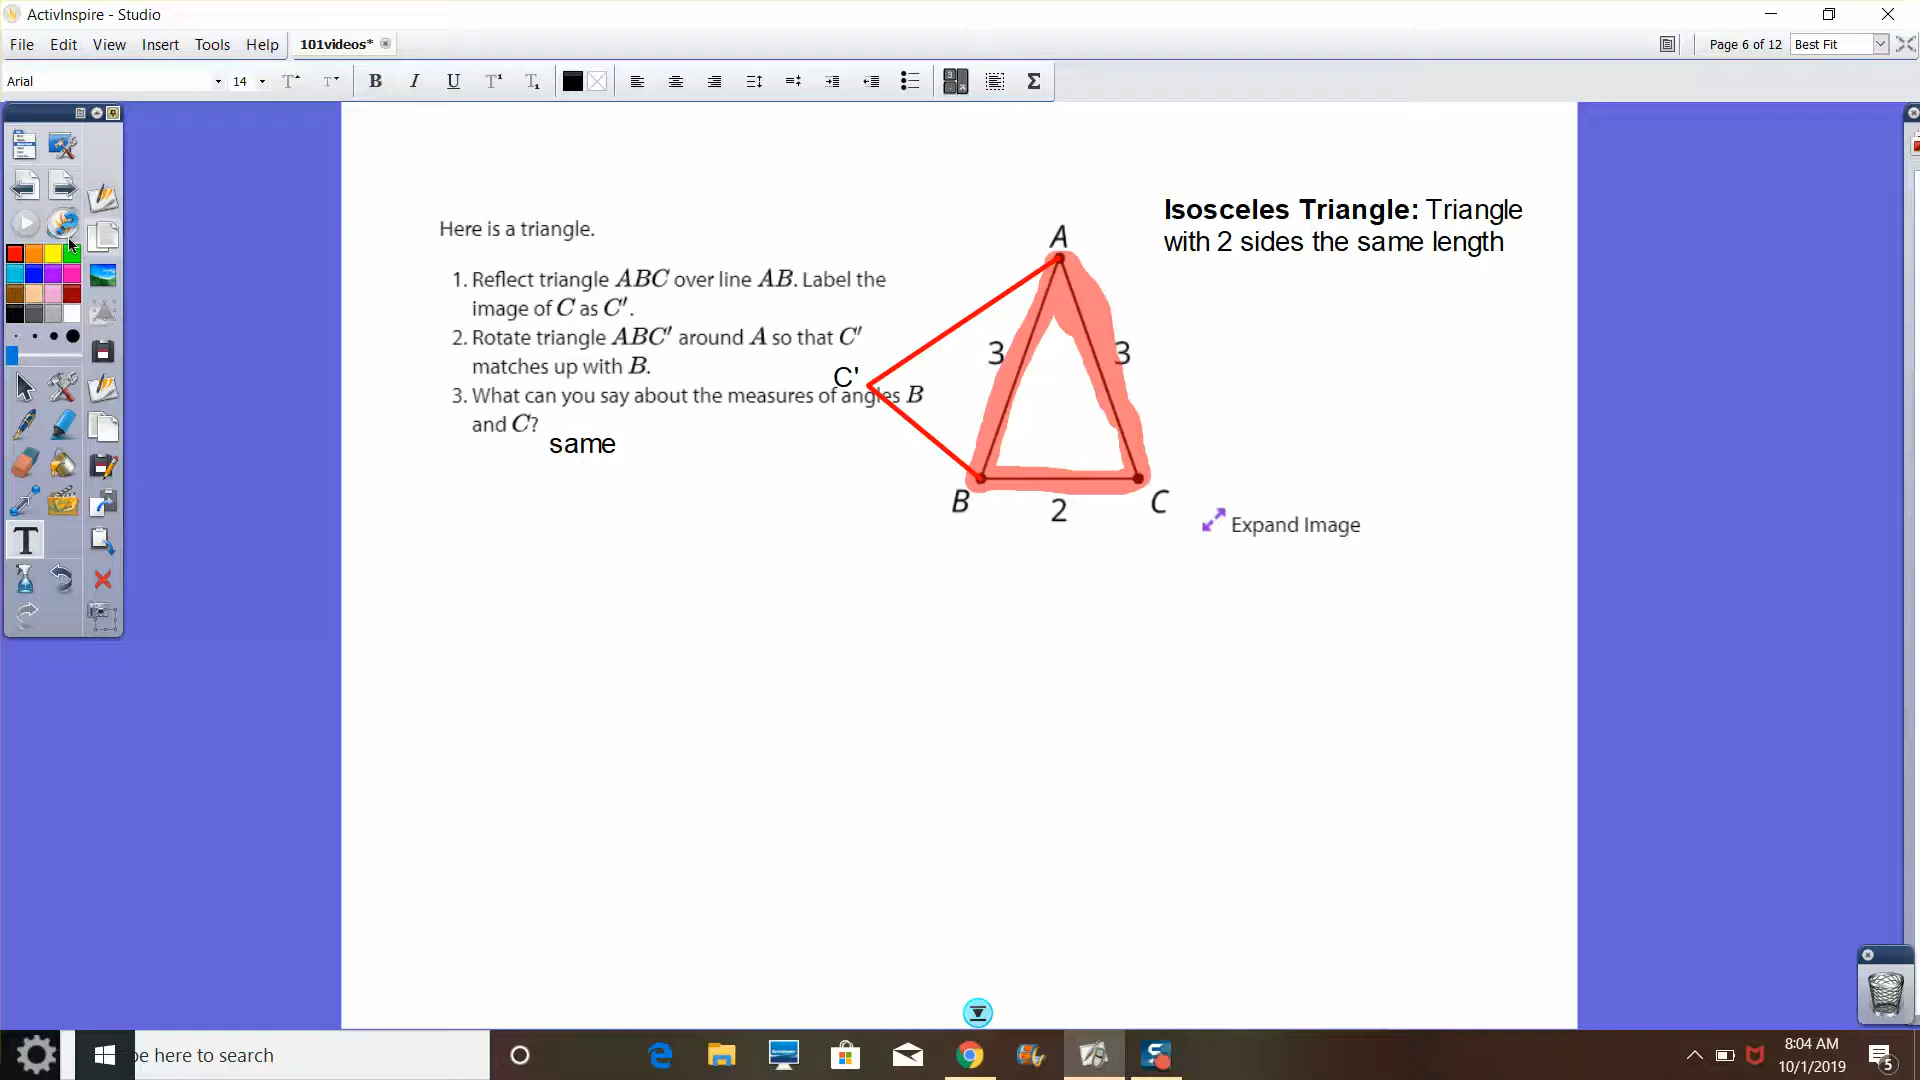 ActivInspire - Studio
File Edit View Insert Tools Help 101videos*
Page 6 of 12 Best Fit
Arial 14
B I U T¹ T₁ Σ
Here is a triangle.
1. Reflect triangle ABC over line AB. Label the
image of C as C′.
2. Rotate triangle ABC′ around A so that C′
matches up with B.
3. What can you say about the measures of angles B
and C?
same
C'
A
3
3
B
2
C
Isosceles Triangle: Triangle
with 2 sides the same length
Expand Image
pe here to search
8:04 AM
10/1/2019
5